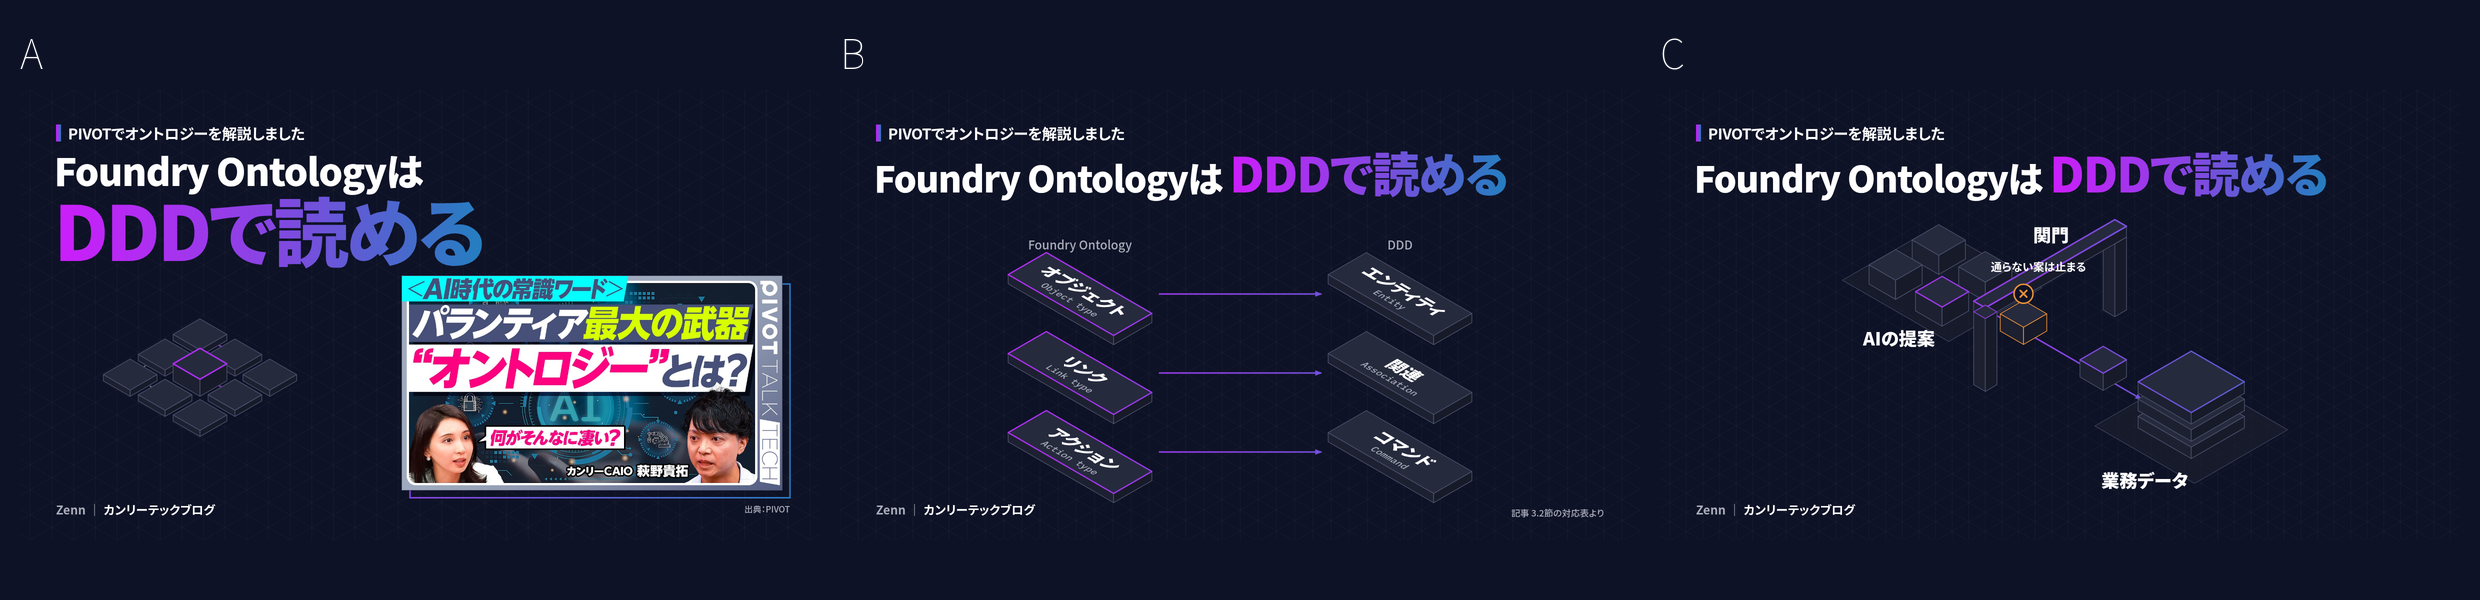 A
PIVOTでオントロジーを解説しました
Foundry Ontologyは
DDDで読める
<AI時代の常識ワード>
パランティア最大の武器
“オントロジー”とは?
AI
何がそんなに凄い?
カンリーCAIO 萩野貴拓
PIVOT TALK TECH
Zenn | カンリーテックブログ
出典：PIVOT
B
PIVOTでオントロジーを解説しました
Foundry Ontologyは DDDで読める
Foundry Ontology
DDD
オブジェクト
Object type
エンティティ
Entity
リンク
Link type
関連
Association
アクション
Action type
コマンド
Command
Zenn | カンリーテックブログ
記事 3.2節の対応表より
C
PIVOTでオントロジーを解説しました
Foundry Ontologyは DDDで読める
関門
通らない案は止まる
AIの提案
業務データ
Zenn | カンリーテックブログ